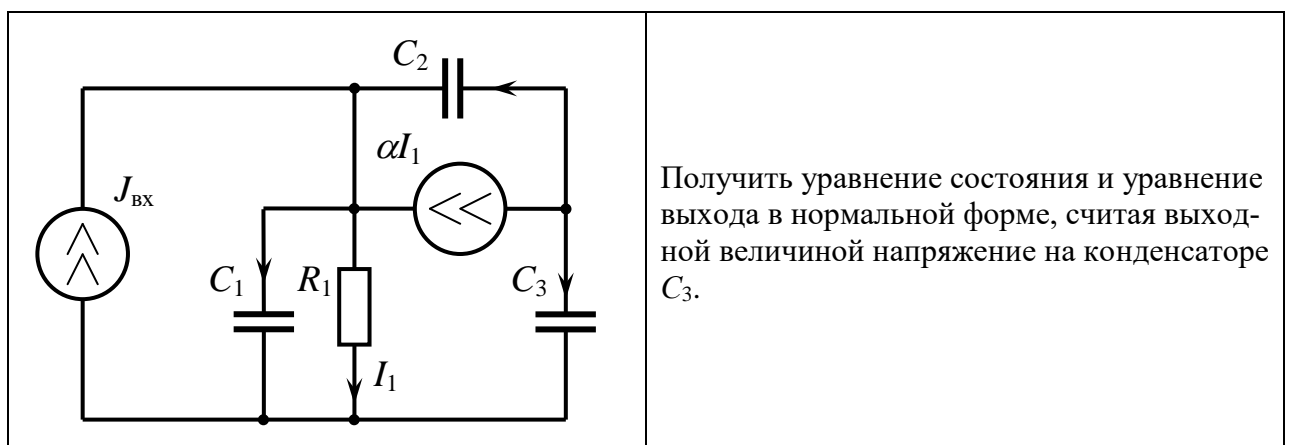 C₂
αI₁
Jвх
C₁
R₁
C₃
I₁
Получить уравнение состояния и уравнение
выхода в нормальной форме, считая выход-
ной величиной напряжение на конденсаторе
C₃.